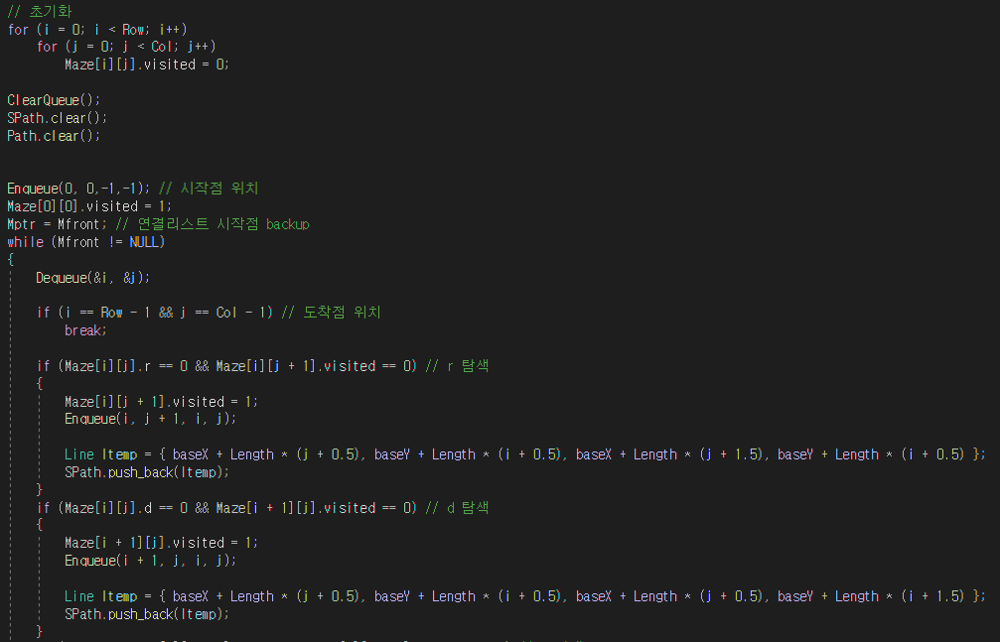 // 초기화
for (i = 0; i < Row; i++)
for (j = 0; j < Col; j++)
Maze[i][j].visited = 0;
ClearQueue();
SPath.clear();
Path.clear();
Enqueue(0, 0,-1,-1); // 시작점 위치
Maze[0][0].visited = 1;
Mptr = Mfront; // 연결리스트 시작점 backup
while (Mfront != NULL)
{
Dequeue(&i, &j);
if (i == Row - 1 && j == Col - 1) // 도착점 위치
break;
if (Maze[i][j].r == 0 && Maze[i][j + 1].visited == 0) // r 탐색
{
Maze[i][j + 1].visited = 1;
Enqueue(i, j + 1, i, j);
Line ltemp = { baseX + Length * (j + 0.5), baseY + Length * (i + 0.5), baseX + Length * (j + 1.5), baseY + Length * (i + 0.5) };
SPath.push_back(ltemp);
}
if (Maze[i][j].d == 0 && Maze[i + 1][j].visited == 0) // d 탐색
{
Maze[i + 1][j].visited = 1;
Enqueue(i + 1, j, i, j);
Line ltemp = { baseX + Length * (j + 0.5), baseY + Length * (i + 0.5), baseX + Length * (j + 0.5), baseY + Length * (i + 1.5) };
SPath.push_back(ltemp);
}